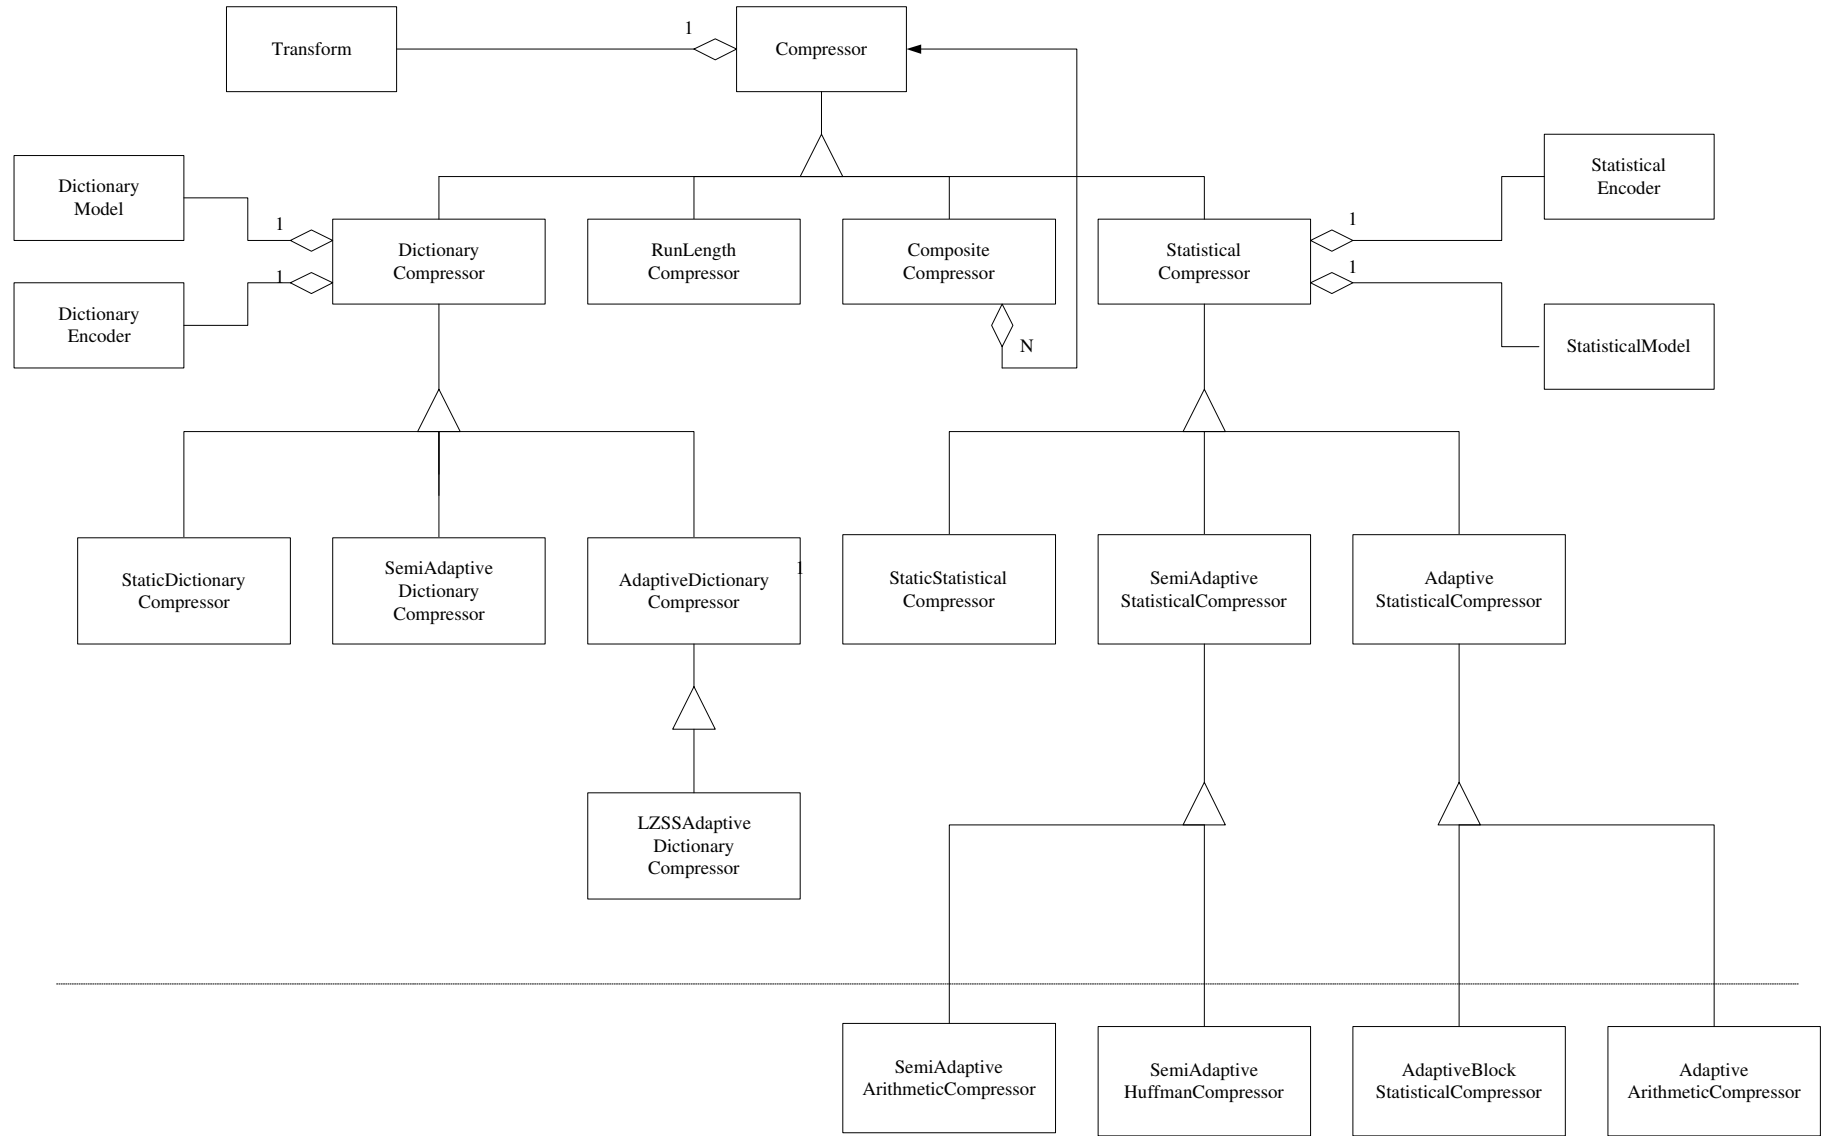 Transform
1
Compressor
Dictionary
Model
1
Dictionary
Encoder
1
Dictionary
Compressor
RunLength
Compressor
Composite
Compressor
N
Statistical
Compressor
1
Statistical
Encoder
1
StatisticalModel
StaticDictionary
Compressor
SemiAdaptive
Dictionary
Compressor
AdaptiveDictionary
Compressor
1
StaticStatistical
Compressor
SemiAdaptive
StatisticalCompressor
Adaptive
StatisticalCompressor
LZSSAdaptive
Dictionary
Compressor
SemiAdaptive
ArithmeticCompressor
SemiAdaptive
HuffmanCompressor
AdaptiveBlock
StatisticalCompressor
Adaptive
ArithmeticCompressor